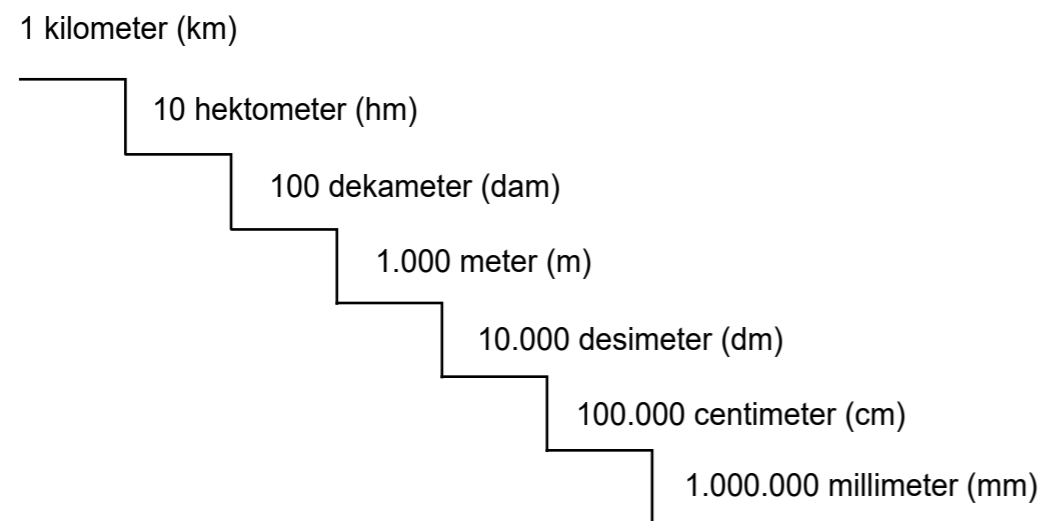 1 kilometer (km)
10 hektometer (hm)
100 dekameter (dam)
1.000 meter (m)
10.000 desimeter (dm)
100.000 centimeter (cm)
1.000.000 millimeter (mm)